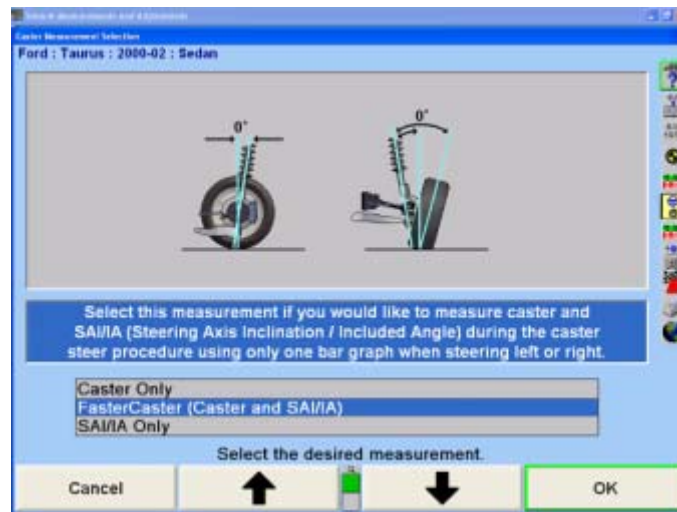 Caster Measurement Selection
Ford : Taurus : 2000-02 : Sedan
0°
0°
Select this measurement if you would like to measure caster and
SAI/IA (Steering Axis Inclination / Included Angle) during the caster
steer procedure using only one bar graph when steering left or right.
Caster Only
FasterCaster (Caster and SAI/IA)
SAI/IA Only
Select the desired measurement.
Cancel
OK